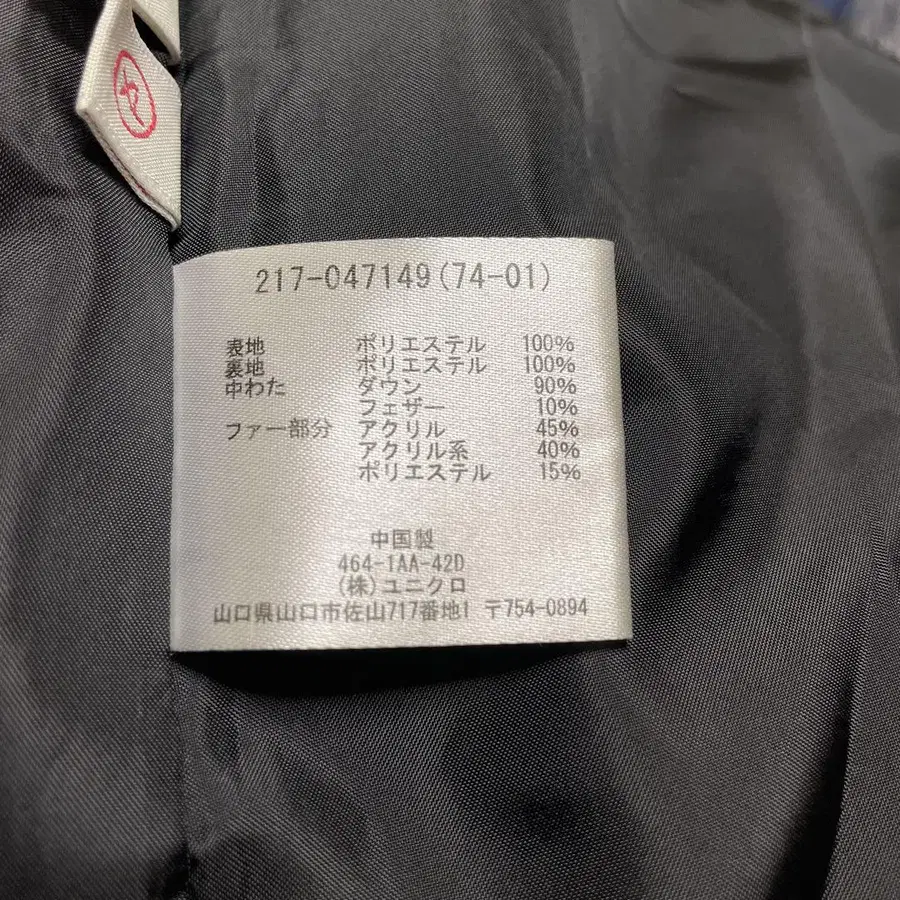 217-047149(74-01)
表地 ポリエステル 100%
裏地 ポリエステル 100%
中わた ダウン 90%
フェザー 10%
ファー部分 アクリル 45%
アクリル系 40%
ポリエステル 15%
中国製
464-1AA-42D
(株)ユニクロ
山口県山口市佐山717番地1 〒754-0894